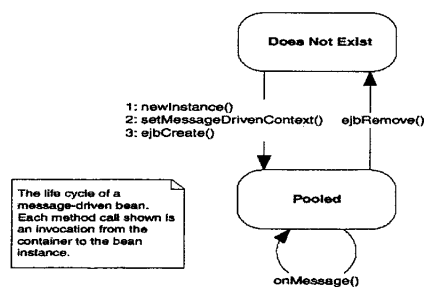 Does Not Exist
1: newInstance()
2: setMessageDrivenContext()
3: ejbCreate()
ejbRemove()
The life cycle of a
message-driven bean.
Each method call shown is
an invocation from the
container to the bean
instance.
Pooled
onMessage()